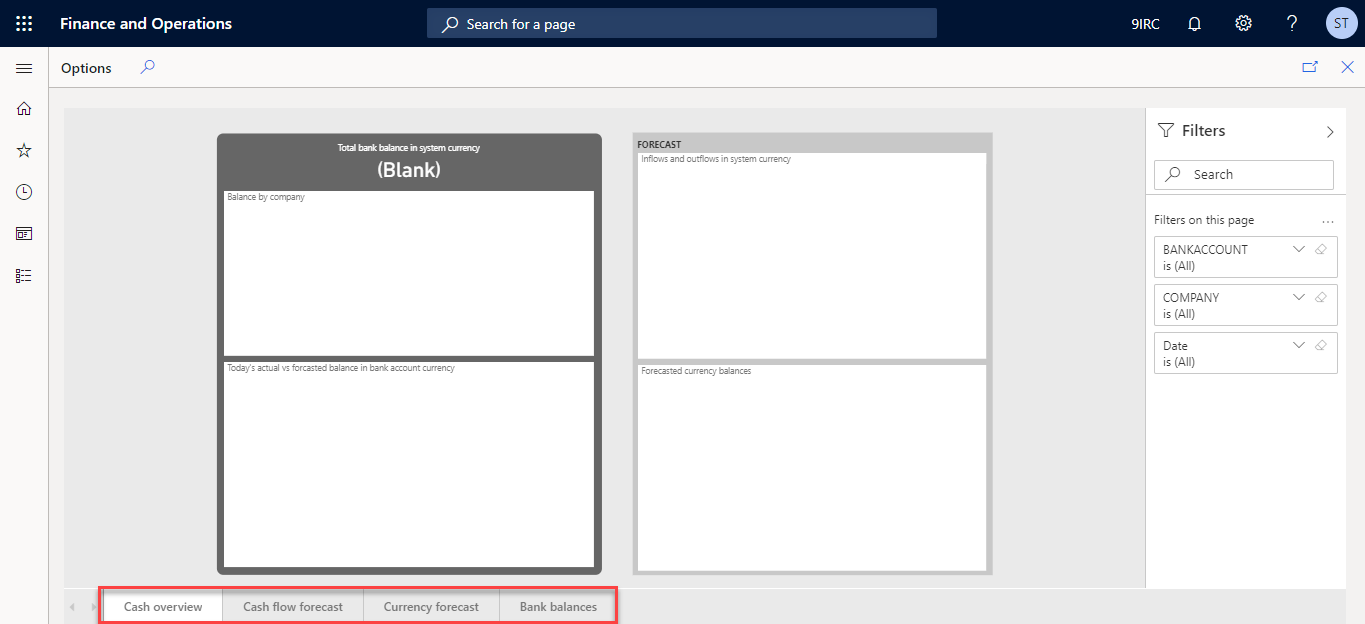 Finance and Operations
Search for a page
9IRC
ST
Options
Total bank balance in system currency
(Blank)
Balance by company
Today's actual vs forcasted balance in bank account currency
FORECAST
Inflows and outflows in system currency
Forecasted currency balances
Filters
Search
Filters on this page
BANKACCOUNT
is (All)
COMPANY
is (All)
Date
is (All)
Cash overview
Cash flow forecast
Currency forecast
Bank balances